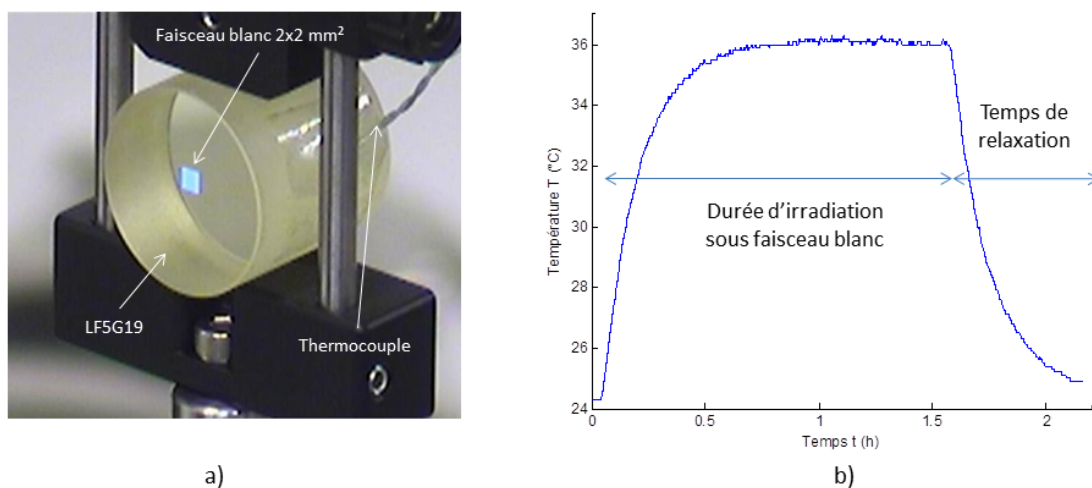 Faisceau blanc 2x2 mm²
LF5G19
Thermocouple
a)
Température T (°C)
36
34
32
30
28
26
24
Temps de
relaxation
Durée d'irradiation
sous faisceau blanc
0
0.5
1
1.5
2
Temps t (h)
b)